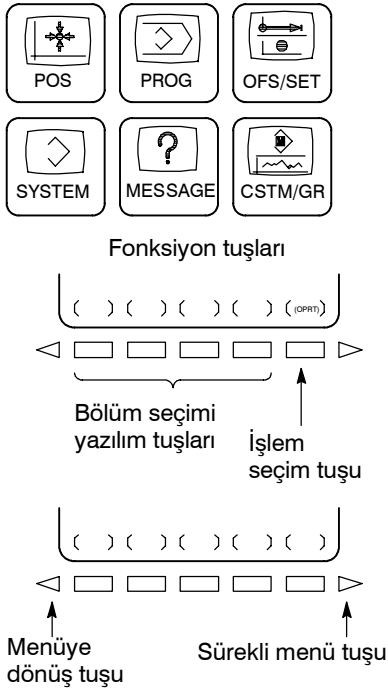 POS PROG OFS/SET
SYSTEM MESSAGE CSTM/GR
Fonksiyon tuşları
( ) ( ) ( ) ( ) ( (OPRT) )
Bölüm seçimi
yazılım tuşları
İşlem
seçim tuşu
( ) ( ) ( ) ( ) ( )
Menüye
dönüş tuşu
Sürekli menü tuşu